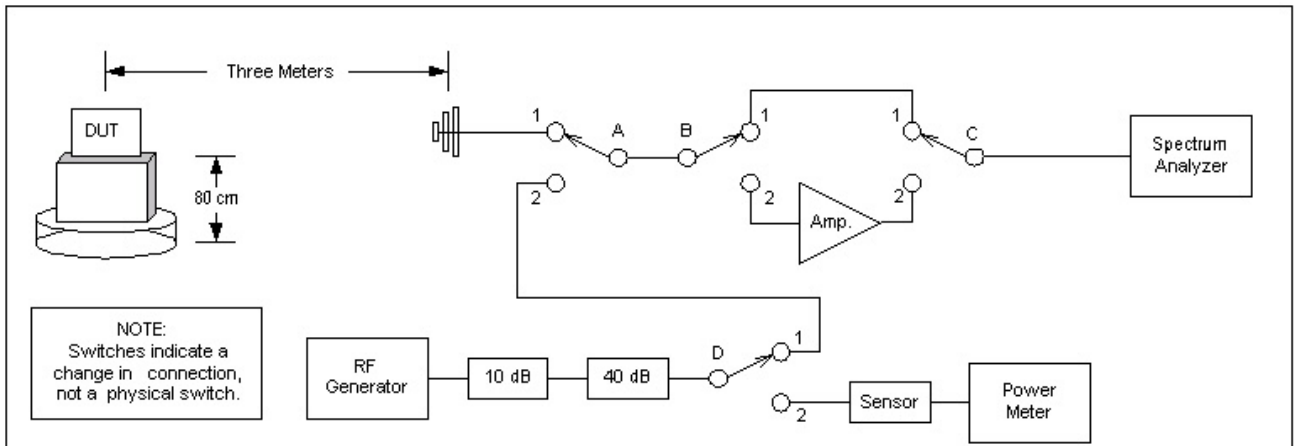 Three Meters
DUT
80 cm
1
A
B
1
1
C
Spectrum
Analyzer
2
2
2
Amp.
NOTE:
Switches indicate a
change in connection,
not a physical switch.
RF
Generator
10 dB
40 dB
D
1
2
Sensor
Power
Meter